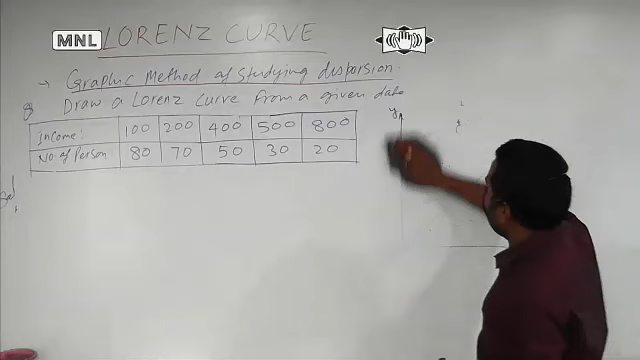 MNL
LORENZ CURVE
→ Graphic Method of Studying dispersion.
Draw a Lorenz Curve from a given data
Income: 100 200 400 500 800
No of Person 80 70 50 30 20
y